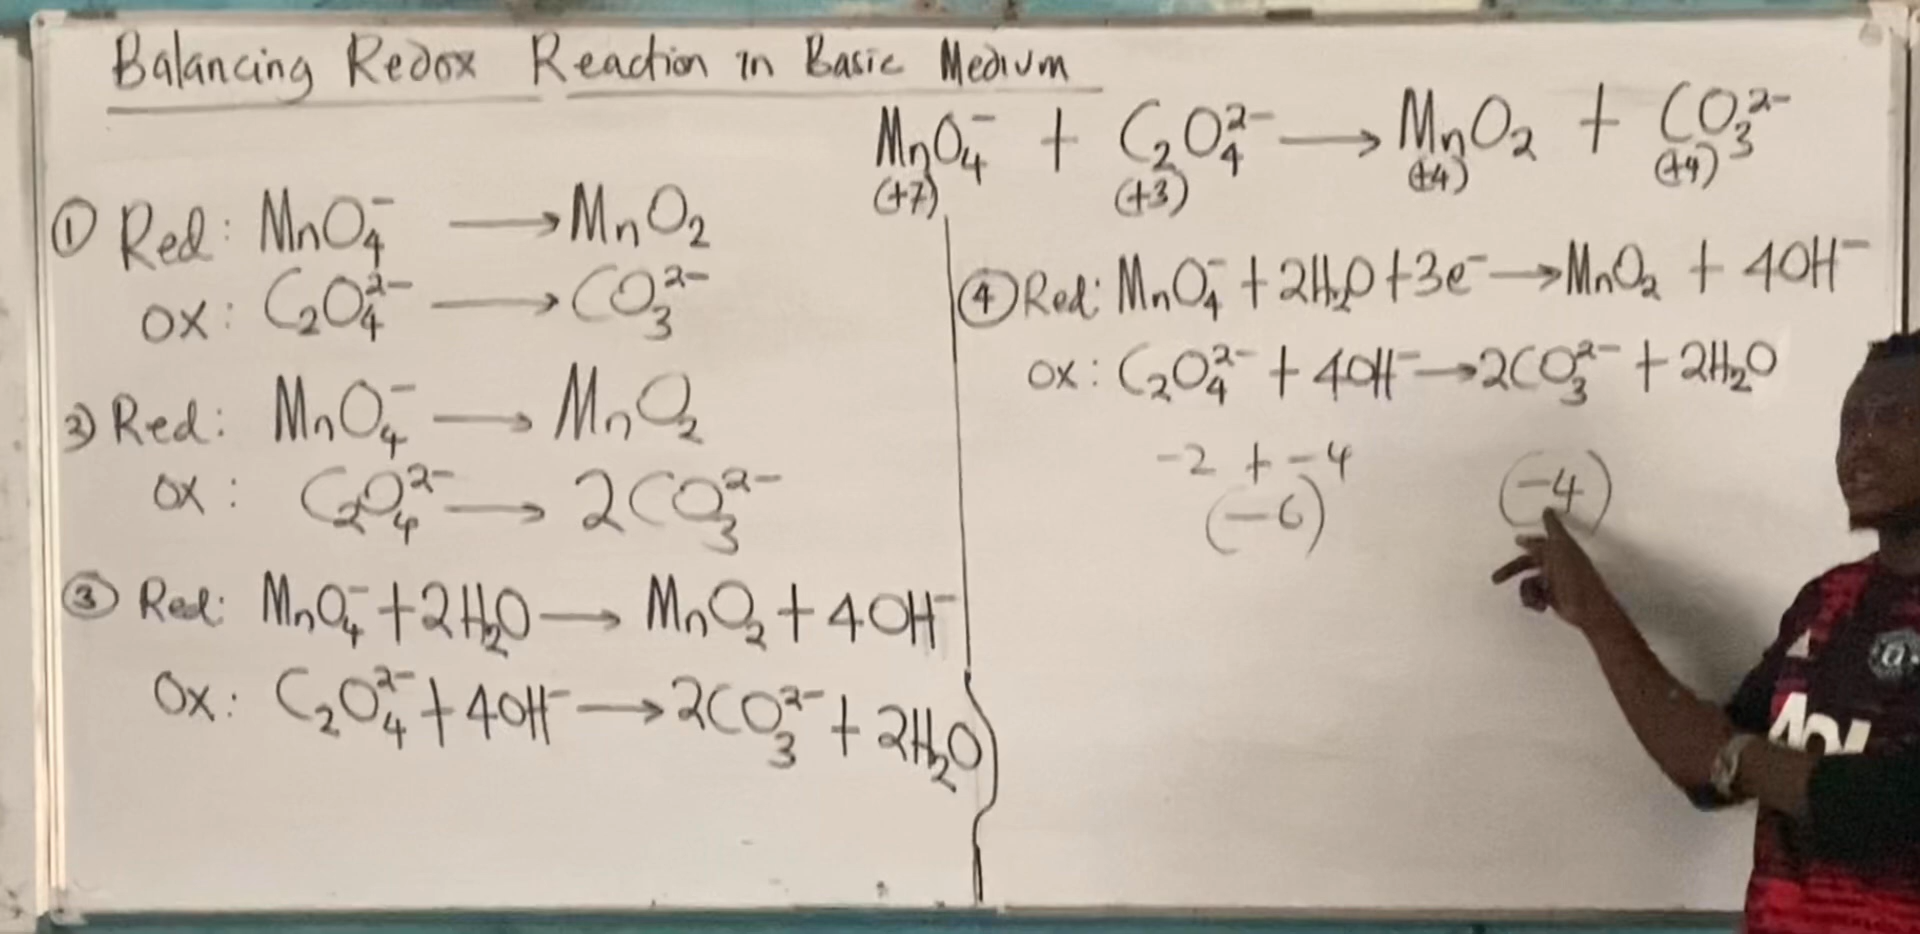 Balancing Redox Reaction in Basic Medium
MnO₄⁻ + C₂O₄²⁻ ⟶ MnO₂ + CO₃²⁻
(+7) (+3) (+4) (+4)
① Red: MnO₄⁻ ⟶ MnO₂
OX: C₂O₄²⁻ ⟶ CO₃²⁻
2) Red: MnO₄⁻ ⟶ MnO₂
OX: C₂O₄²⁻ ⟶ 2CO₃²⁻
③ Red: MnO₄⁻ + 2H₂O ⟶ MnO₂ + 4OH⁻
OX: C₂O₄²⁻ + 4OH⁻ ⟶ 2CO₃²⁻ + 2H₂O
④ Red: MnO₄⁻ + 2H₂O + 3e⁻ ⟶ MnO₂ + 4OH⁻
OX: C₂O₄²⁻ + 4OH⁻ ⟶ 2CO₃²⁻ + 2H₂O
-2 + -4
(-6) (-4)